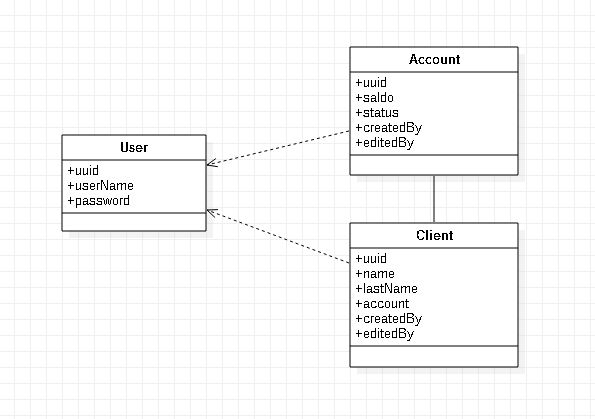 User
+uuid
+userName
+password
Account
+uuid
+saldo
+status
+createdBy
+editedBy
Client
+uuid
+name
+lastName
+account
+createdBy
+editedBy